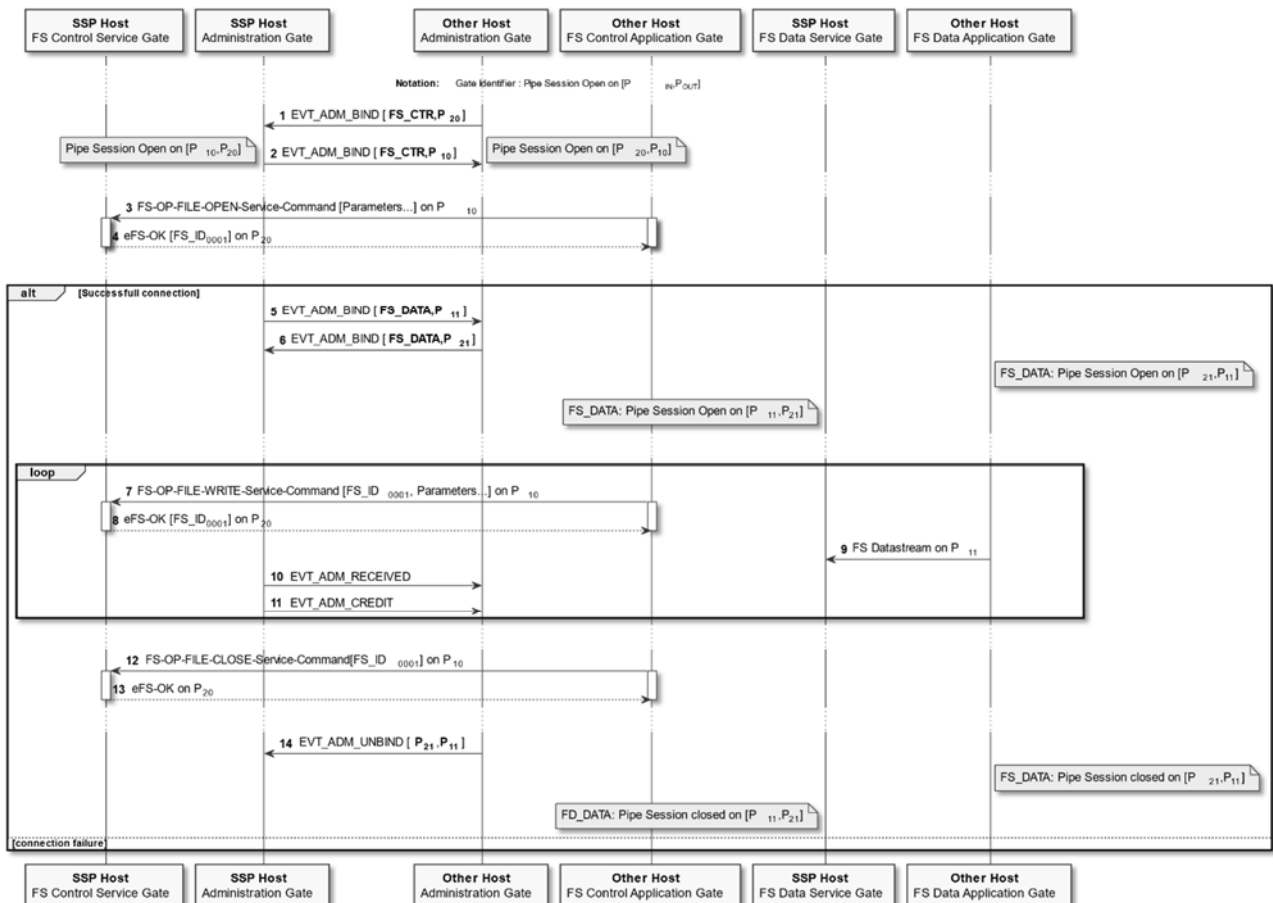 SSP Host SSP Host Other Host Other Host SSP Host Other Host
FS Control Service Gate Administration Gate Administration Gate FS Control Application Gate FS Data Service Gate FS Data Application Gate
Notation: Gate Identifier : Pipe Session Open on [P IN,POUT]
1 EVT_ADM_BIND [ FS_CTR,P 20]
Pipe Session Open on [P 10,P20]
2 EVT_ADM_BIND [ FS_CTR,P 10]
Pipe Session Open on [P 20,P10]
3 FS-OP-FILE-OPEN-Service-Command [Parameters...] on P 10
4 eFS-OK [FS_ID0001] on P20
alt [Successfull connection]
5 EVT_ADM_BIND [ FS_DATA,P 11]
6 EVT_ADM_BIND [ FS_DATA,P 21]
FS_DATA: Pipe Session Open on [P 21,P11]
FS_DATA: Pipe Session Open on [P 11,P21]
loop
7 FS-OP-FILE-WRITE-Service-Command [FS_ID 0001, Parameters...] on P 10
8 eFS-OK [FS_ID0001] on P20
9 FS Datastream on P 11
10 EVT_ADM_RECEIVED
11 EVT_ADM_CREDIT
12 FS-OP-FILE-CLOSE-Service-Command[FS_ID 0001] on P10
13 eFS-OK on P20
14 EVT_ADM_UNBIND [ P21,P11]
FS_DATA: Pipe Session closed on [P 21,P11]
FD_DATA: Pipe Session closed on [P 11,P21]
[connection failure]
SSP Host SSP Host Other Host Other Host SSP Host Other Host
FS Control Service Gate Administration Gate Administration Gate FS Control Application Gate FS Data Service Gate FS Data Application Gate